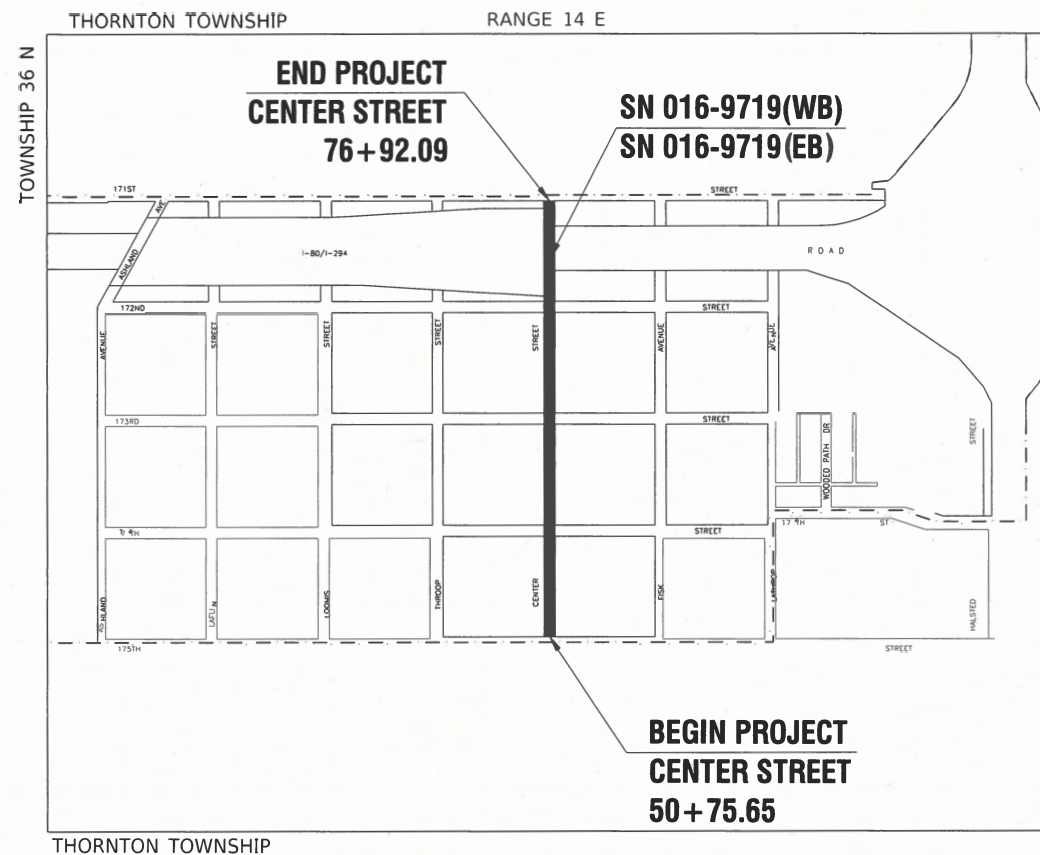 THORNTON TOWNSHIP
RANGE 14 E
TOWNSHIP 36 N
END PROJECT
CENTER STREET
76+92.09
SN 016-9719(WB)
SN 016-9719(EB)
171ST
STREET
AVE
ASHLAND
I-80/I-294
ROAD
172ND
STREET
AVENUE
STREET
STREET
STREET
STREET
AVENUE
AVENUE
173RD
STREET
WOODED PATH DR
STREET
STREET
17 4H
ST
ASHLAND
LOOMIS
THROOP
CENTER
FISK
LATHROP
HALSTED
175TH
STREET
BEGIN PROJECT
CENTER STREET
50+75.65
THORNTON TOWNSHIP